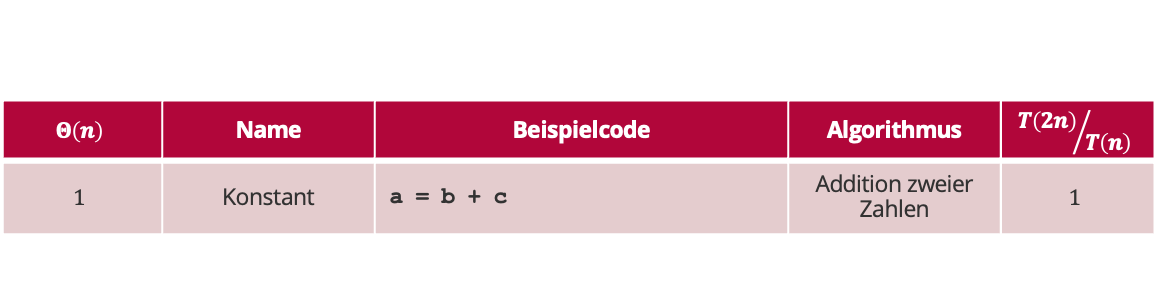 Θ(n) Name Beispielcode Algorithmus T(2n)/T(n)
1 Konstant a = b + c Addition zweier Zahlen 1